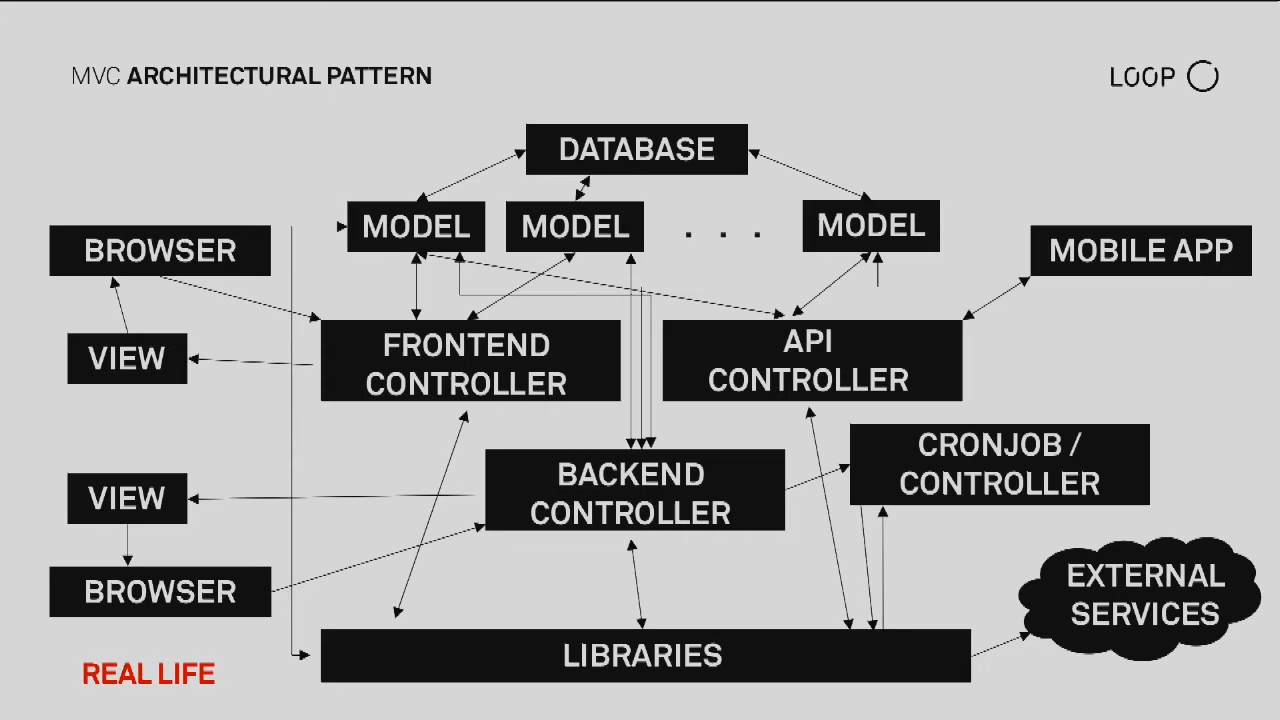 MVC ARCHITECTURAL PATTERN
LOOP
DATABASE
MODEL
MODEL
. . .
MODEL
BROWSER
MOBILE APP
VIEW
FRONTEND
CONTROLLER
API
CONTROLLER
BACKEND
CONTROLLER
CRONJOB /
CONTROLLER
VIEW
BROWSER
EXTERNAL
SERVICES
LIBRARIES
REAL LIFE